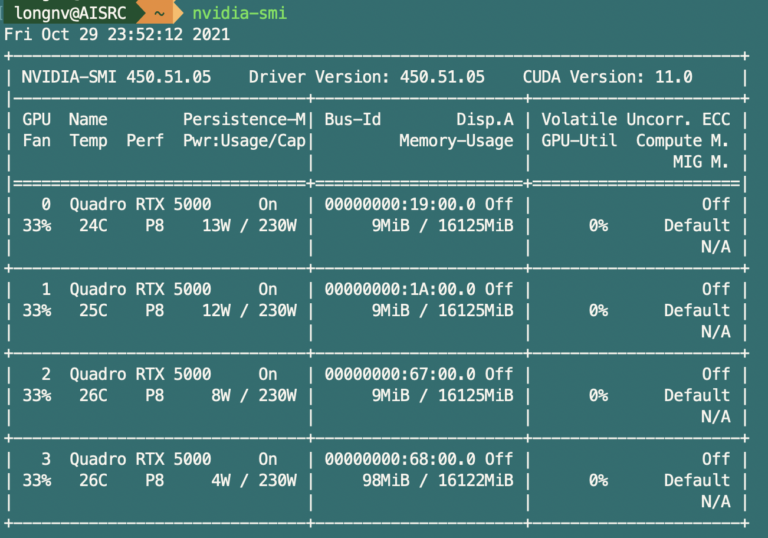 longnv@AISRC ~ nvidia-smi
Fri Oct 29 23:52:12 2021
+-----------------------------------------------------------------------------+
| NVIDIA-SMI 450.51.05    Driver Version: 450.51.05    CUDA Version: 11.0     |
|-------------------------------+----------------------+----------------------+
| GPU  Name        Persistence-M| Bus-Id        Disp.A | Volatile Uncorr. ECC |
| Fan  Temp  Perf  Pwr:Usage/Cap|         Memory-Usage | GPU-Util  Compute M. |
|                               |                      |               MIG M. |
|===============================+======================+======================|
|   0  Quadro RTX 5000     On   | 00000000:19:00.0 Off |                  Off |
| 33%   24C    P8    13W / 230W |      9MiB / 16125MiB |      0%      Default |
|                               |                      |                  N/A |
+-------------------------------+----------------------+----------------------+
|   1  Quadro RTX 5000     On   | 00000000:1A:00.0 Off |                  Off |
| 33%   25C    P8    12W / 230W |      9MiB / 16125MiB |      0%      Default |
|                               |                      |                  N/A |
+-------------------------------+----------------------+----------------------+
|   2  Quadro RTX 5000     On   | 00000000:67:00.0 Off |                  Off |
| 33%   26C    P8     8W / 230W |      9MiB / 16125MiB |      0%      Default |
|                               |                      |                  N/A |
+-------------------------------+----------------------+----------------------+
|   3  Quadro RTX 5000     On   | 00000000:68:00.0 Off |                  Off |
| 33%   26C    P8     4W / 230W |     98MiB / 16122MiB |      0%      Default |
|                               |                      |                  N/A |
+-------------------------------+----------------------+----------------------+